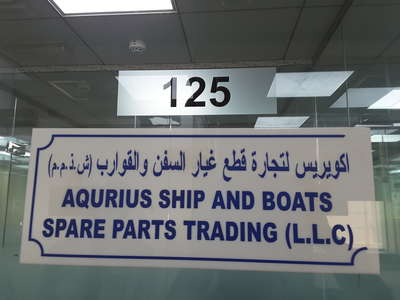 125
اكويريس لتجارة قطع غيار السفن والقوارب (ش.ذ.م.م)
AQURIUS SHIP AND BOATS
SPARE PARTS TRADING (L.L.C)